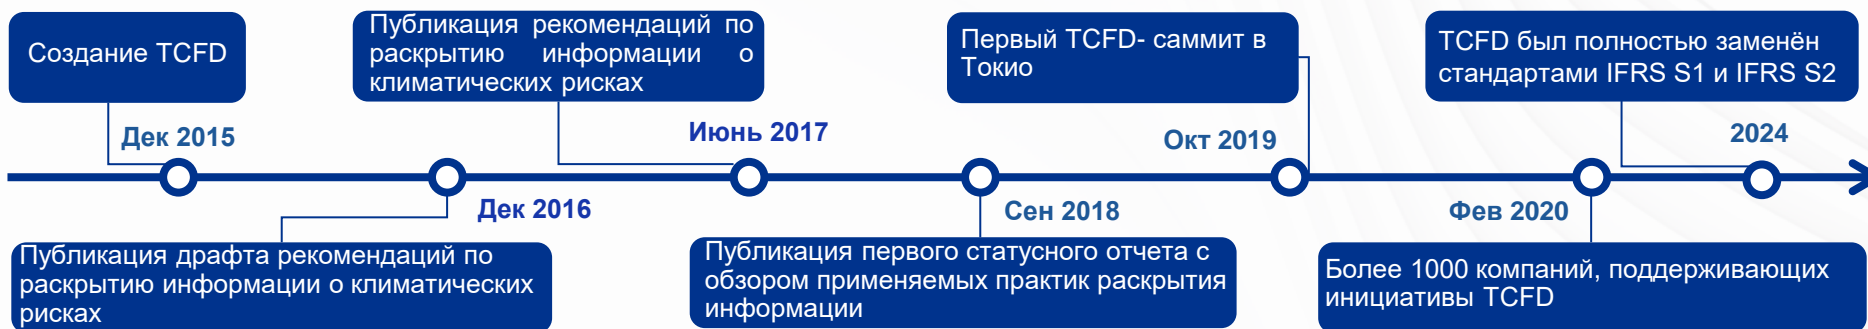 Создание TCFD
Публикация рекомендаций по
раскрытию информации о
климатических рисках
Первый TCFD- саммит в
Токио
TCFD был полностью заменён
стандартами IFRS S1 и IFRS S2
Дек 2015
Июнь 2017
Окт 2019
2024
Дек 2016
Сен 2018
Фев 2020
Публикация драфта рекомендаций по
раскрытию информации о климатических
рисках
Публикация первого статусного отчета с
обзором применяемых практик раскрытия
информации
Более 1000 компаний, поддерживающих
инициативы TCFD